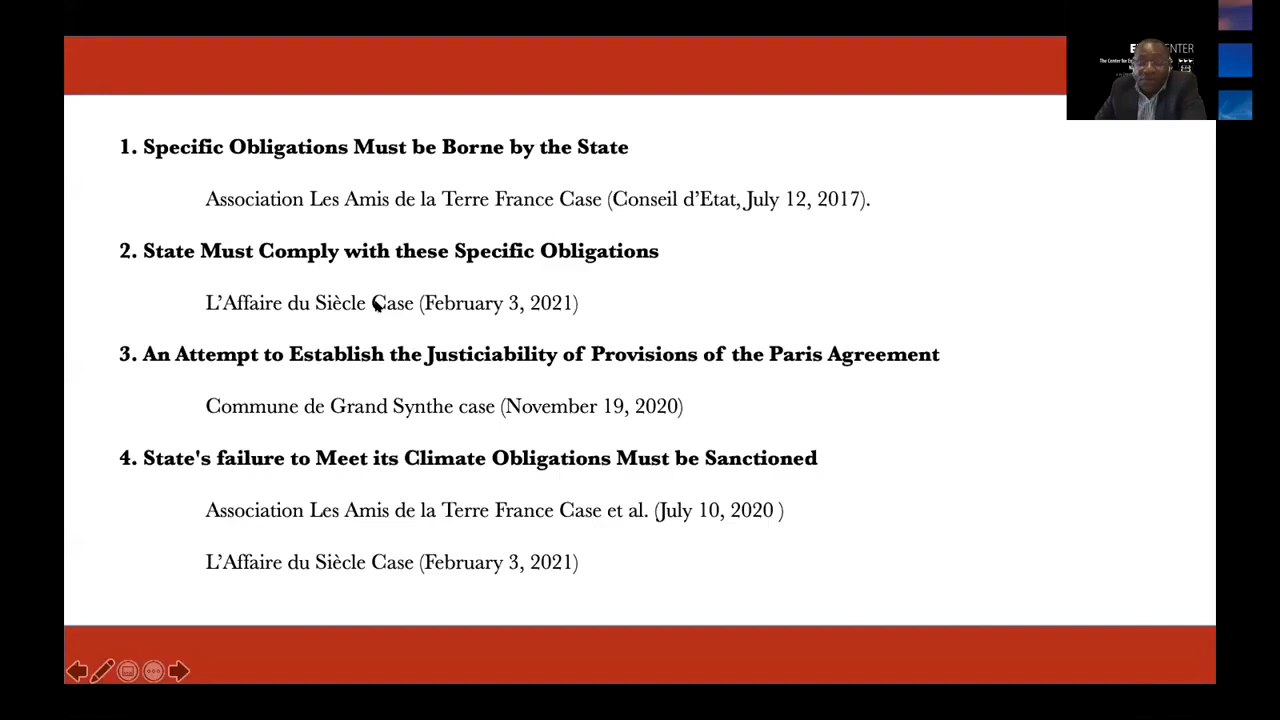 1. Specific Obligations Must be Borne by the State
Association Les Amis de la Terre France Case (Conseil d’Etat, July 12, 2017).
2. State Must Comply with these Specific Obligations
L’Affaire du Siècle Case (February 3, 2021)
3. An Attempt to Establish the Justiciability of Provisions of the Paris Agreement
Commune de Grand Synthe case (November 19, 2020)
4. State's failure to Meet its Climate Obligations Must be Sanctioned
Association Les Amis de la Terre France Case et al. (July 10, 2020 )
L’Affaire du Siècle Case (February 3, 2021)